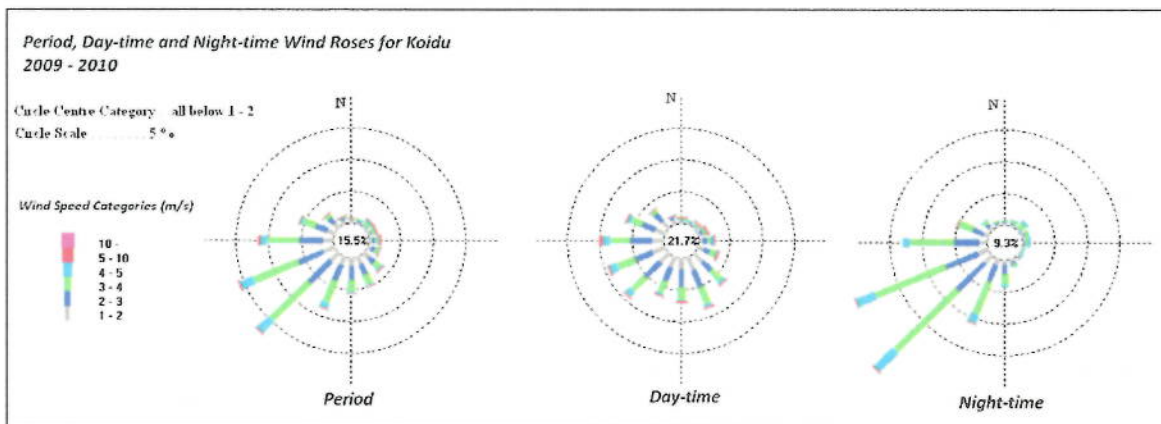 Period, Day-time and Night-time Wind Roses for Koidu
2009 - 2010
Circle Centre Category all below 1 - 2
Circle Scale ......... 5 %
Wind Speed Categories (m/s)
10 -
5 - 10
4 - 5
3 - 4
2 - 3
1 - 2
N
15.5%
Period
N
21.7%
Day-time
N
9.3%
Night-time